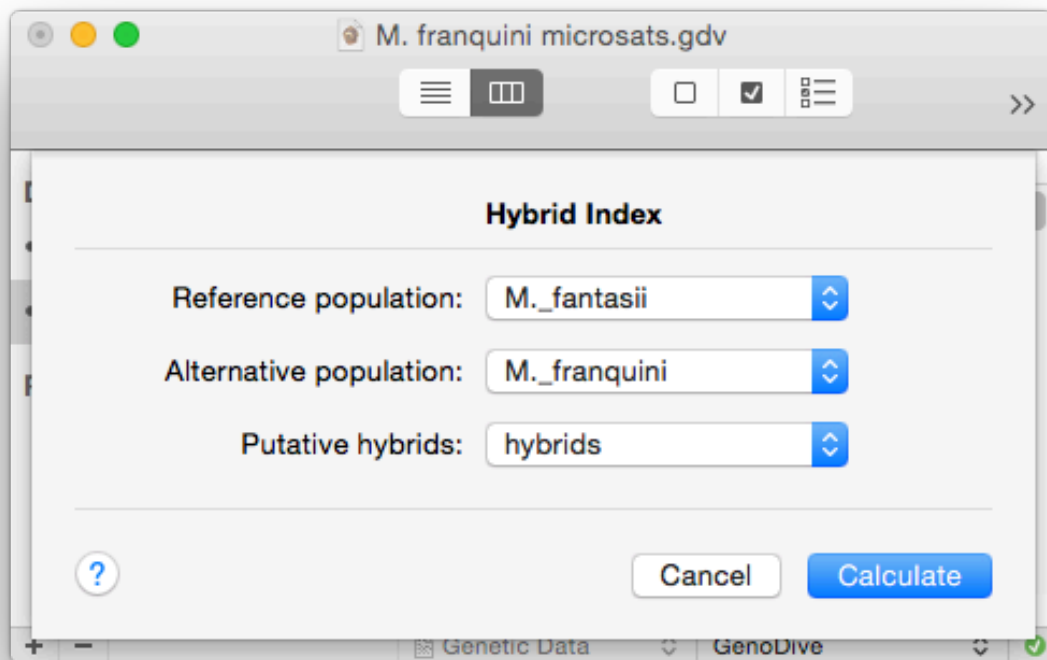 M. franquini microsats.gdv
Hybrid Index
Reference population: M._fantasii
Alternative population: M._franquini
Putative hybrids: hybrids
? Cancel Calculate
+ − Genetic Data GenoDive